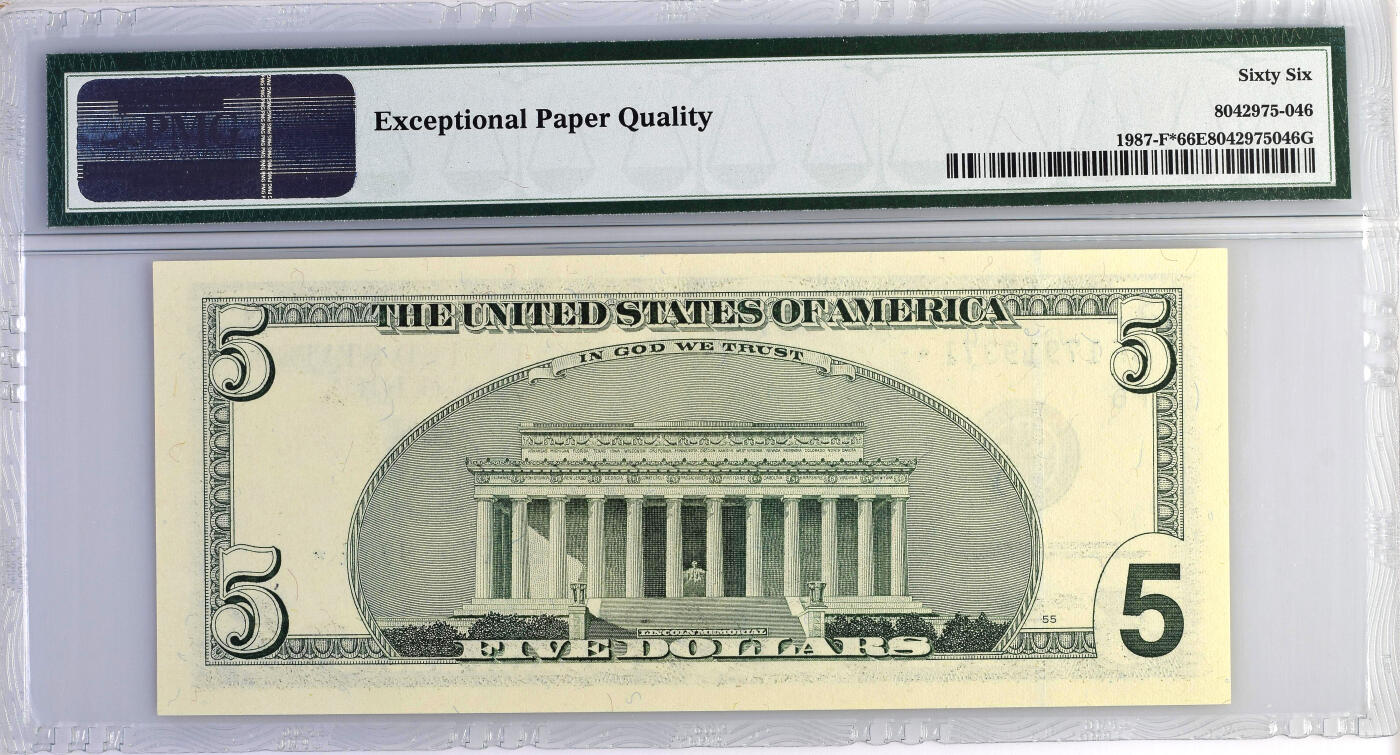 Exceptional Paper Quality
Sixty Six
8042975-046
1987-F*66E8042975046G
THE UNITED STATES OF AMERICA
IN GOD WE TRUST
5
5
5
5
55
LINCOLN MEMORIAL
FIVE DOLLARS